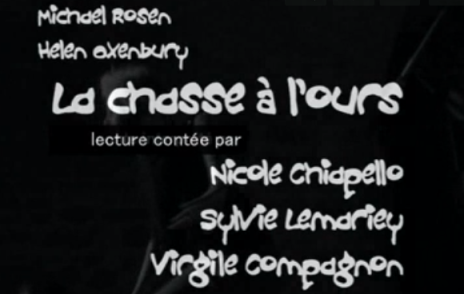 Michael Rosen
Helen Oxenbury
La chasse à l'ours
lecture contée par
Nicole Chiapello
Sylvie Lemariey
Virgile Compagnon